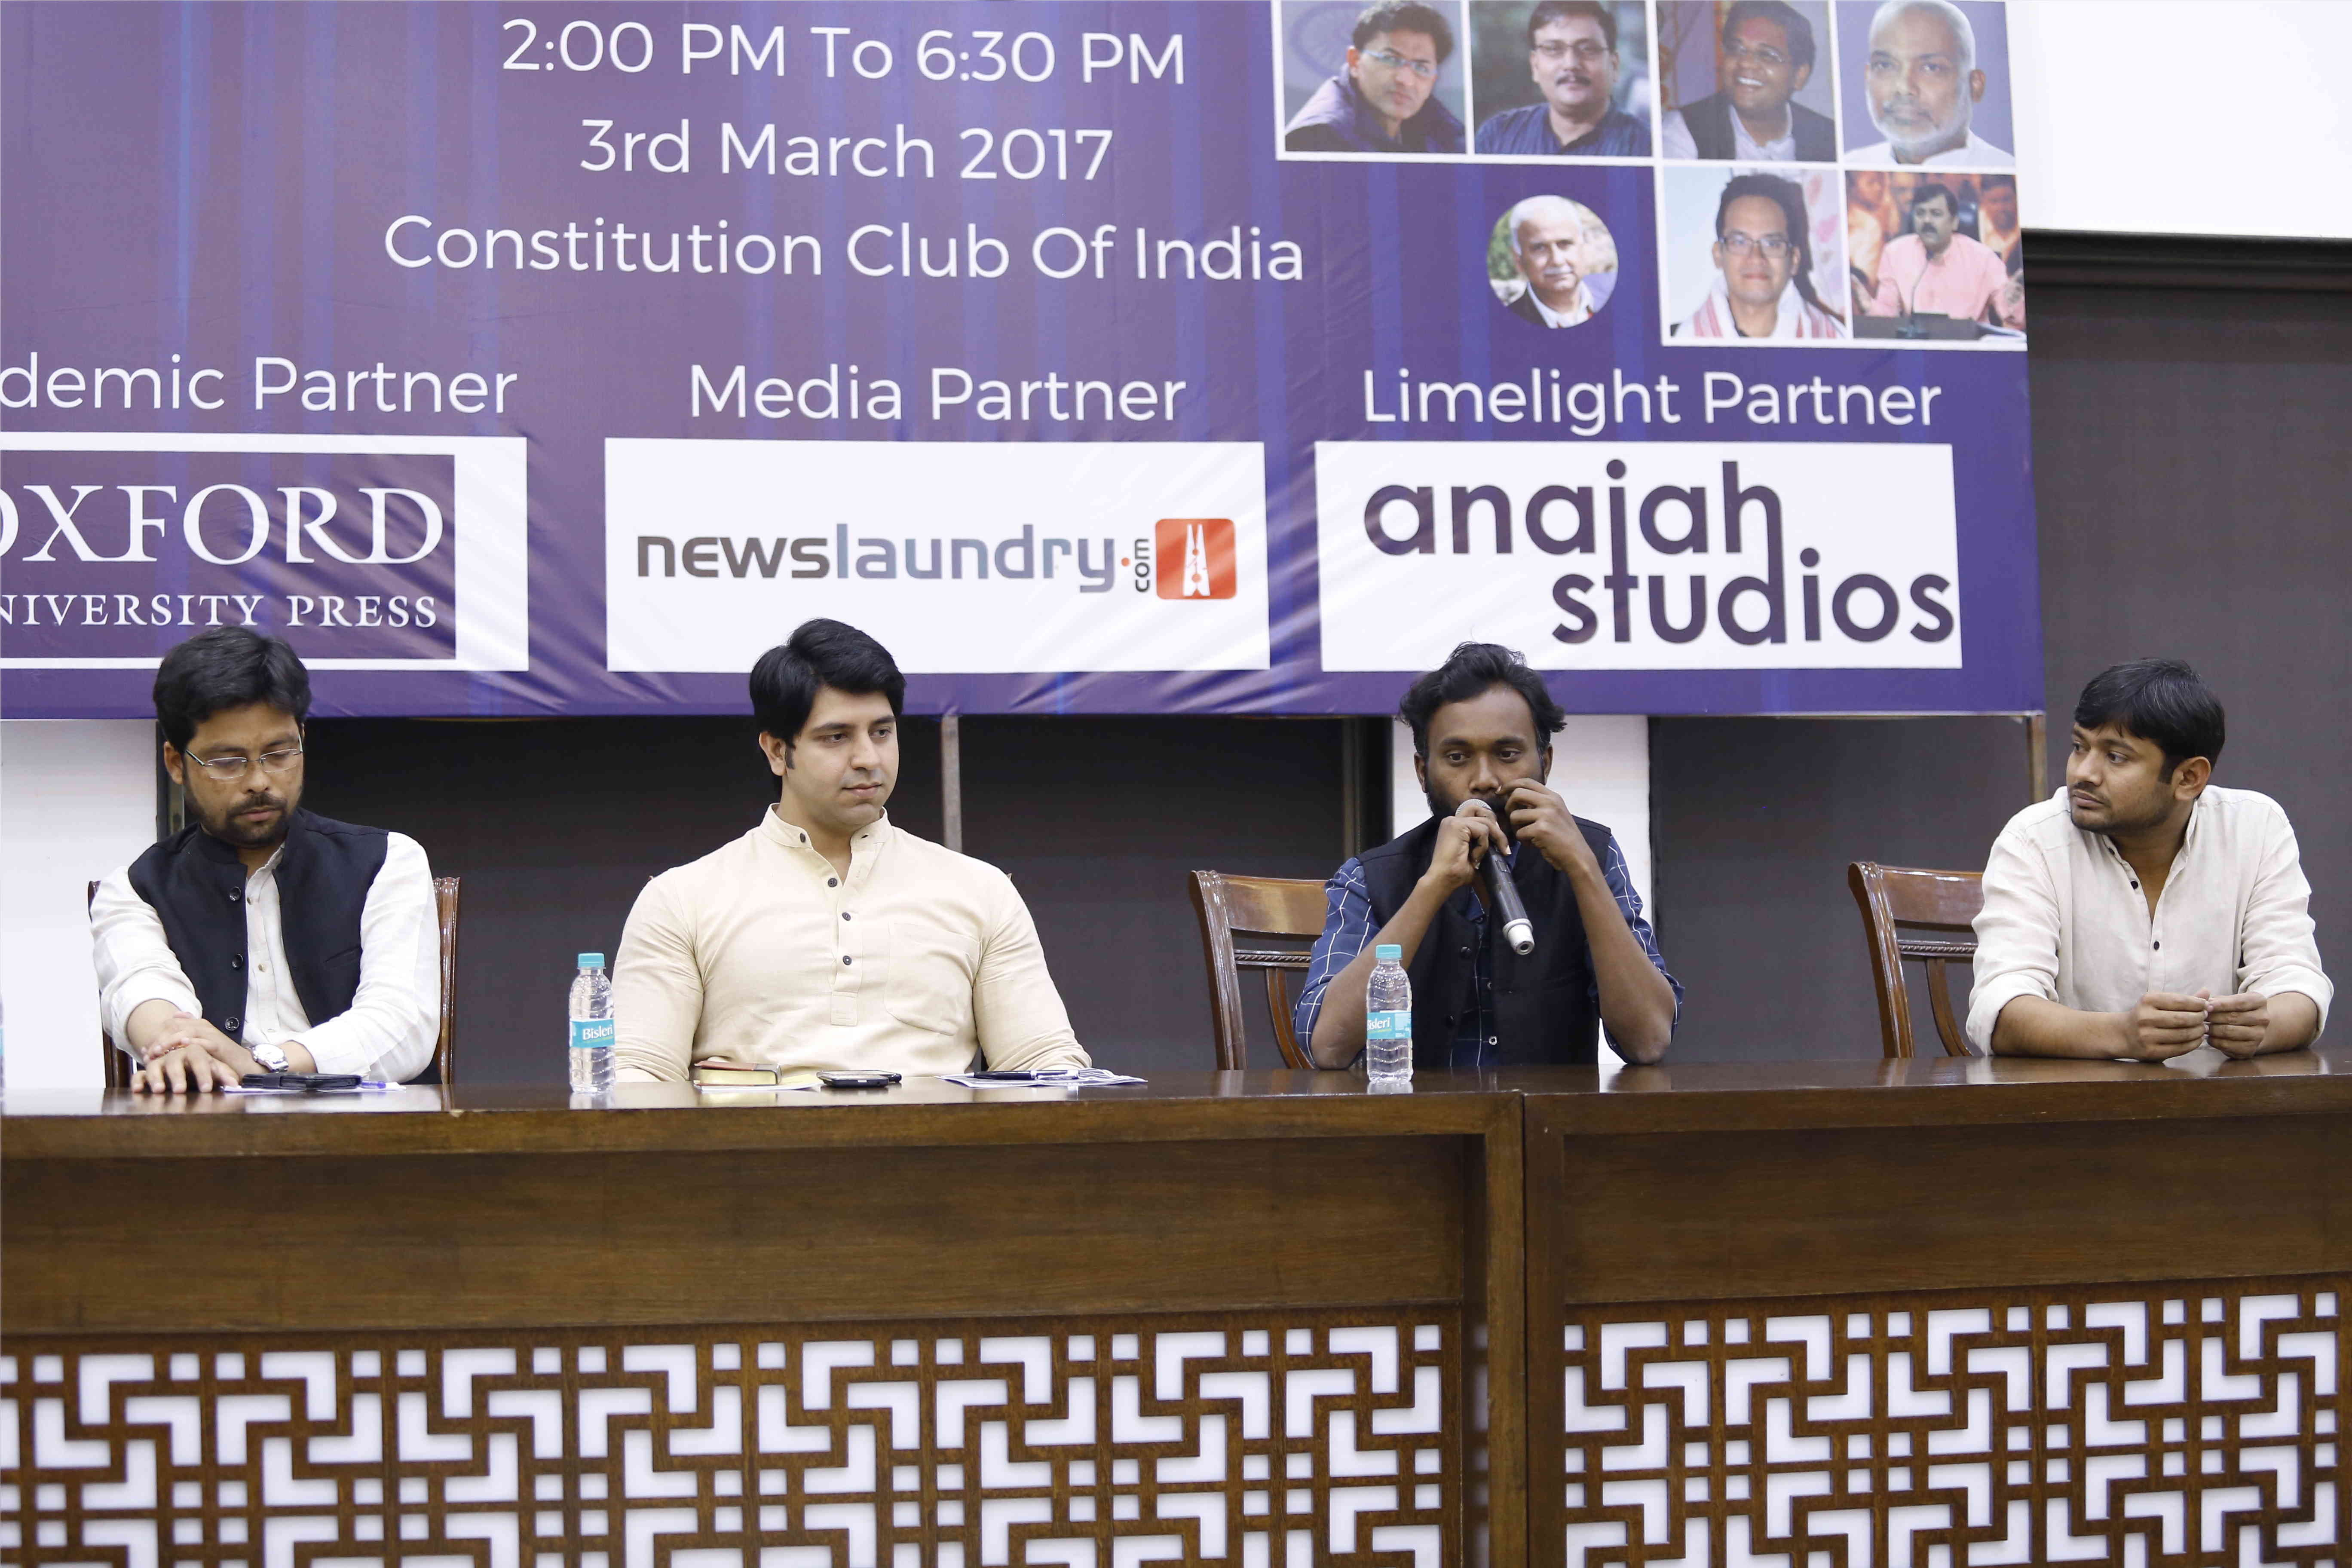 2:00 PM To 6:30 PM
3rd March 2017
Constitution Club Of India
demic Partner
Media Partner
Limelight Partner
OXFORD
NIVERSITY PRESS
newslaundry.com
anajah
studios
Bisleri
isleri